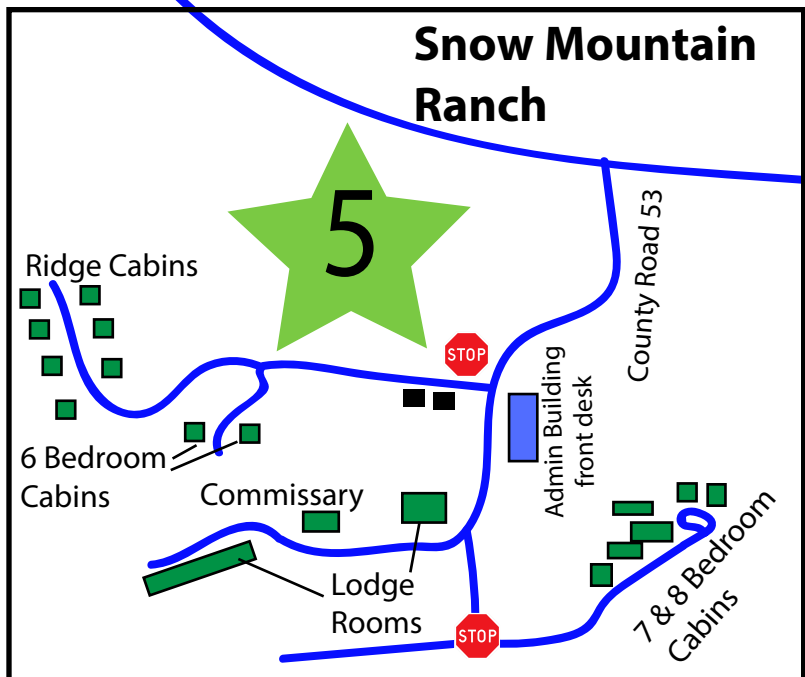 Snow Mountain
Ranch
5
County Road 53
Ridge Cabins
STOP
Admin Building
front desk
6 Bedroom
Cabins
Commissary
Lodge
Rooms
STOP
7 & 8 Bedroom
Cabins